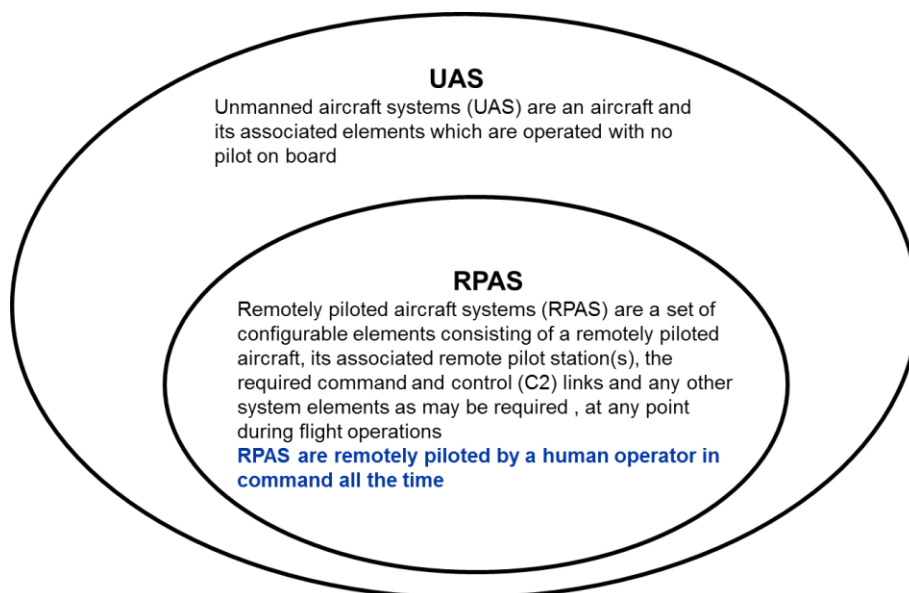 UAS
Unmanned aircraft systems (UAS) are an aircraft and
its associated elements which are operated with no
pilot on board
RPAS
Remotely piloted aircraft systems (RPAS) are a set of
configurable elements consisting of a remotely piloted
aircraft, its associated remote pilot station(s), the
required command and control (C2) links and any other
system elements as may be required , at any point
during flight operations
RPAS are remotely piloted by a human operator in
command all the time